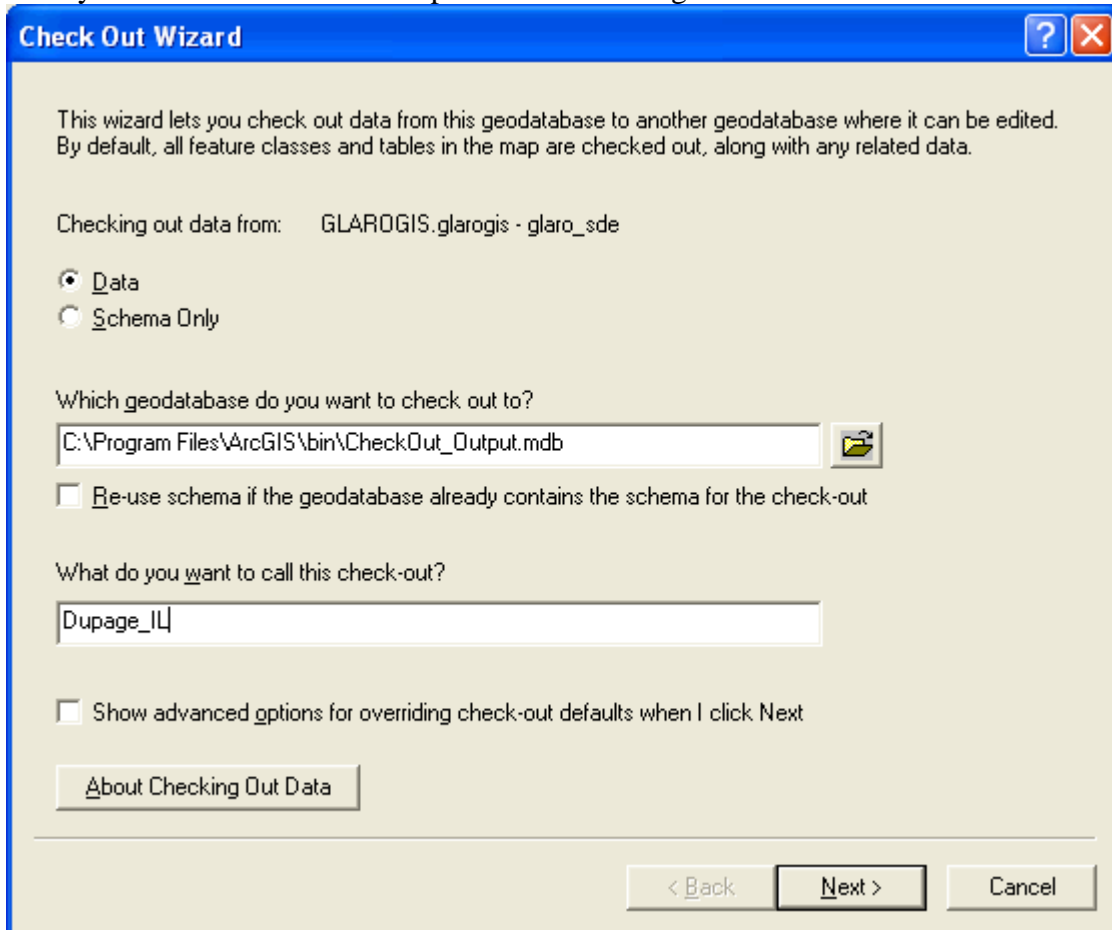 Check Out Wizard
This wizard lets you check out data from this geodatabase to another geodatabase where it can be edited.
By default, all feature classes and tables in the map are checked out, along with any related data.
Checking out data from: GLAROGIS.glarogis - glaro_sde
Data
Schema Only
Which geodatabase do you want to check out to?
C:\Program Files\ArcGIS\bin\CheckOut_Output.mdb
Re-use schema if the geodatabase already contains the schema for the check-out
What do you want to call this check-out?
Dupage_IL
Show advanced options for overriding check-out defaults when I click Next
About Checking Out Data
< Back Next > Cancel